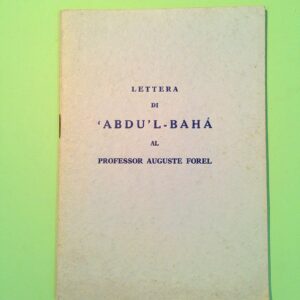 LETTERA
DI
‘ABDU’L-BAHÁ
AL
PROFESSOR AUGUSTE FOREL